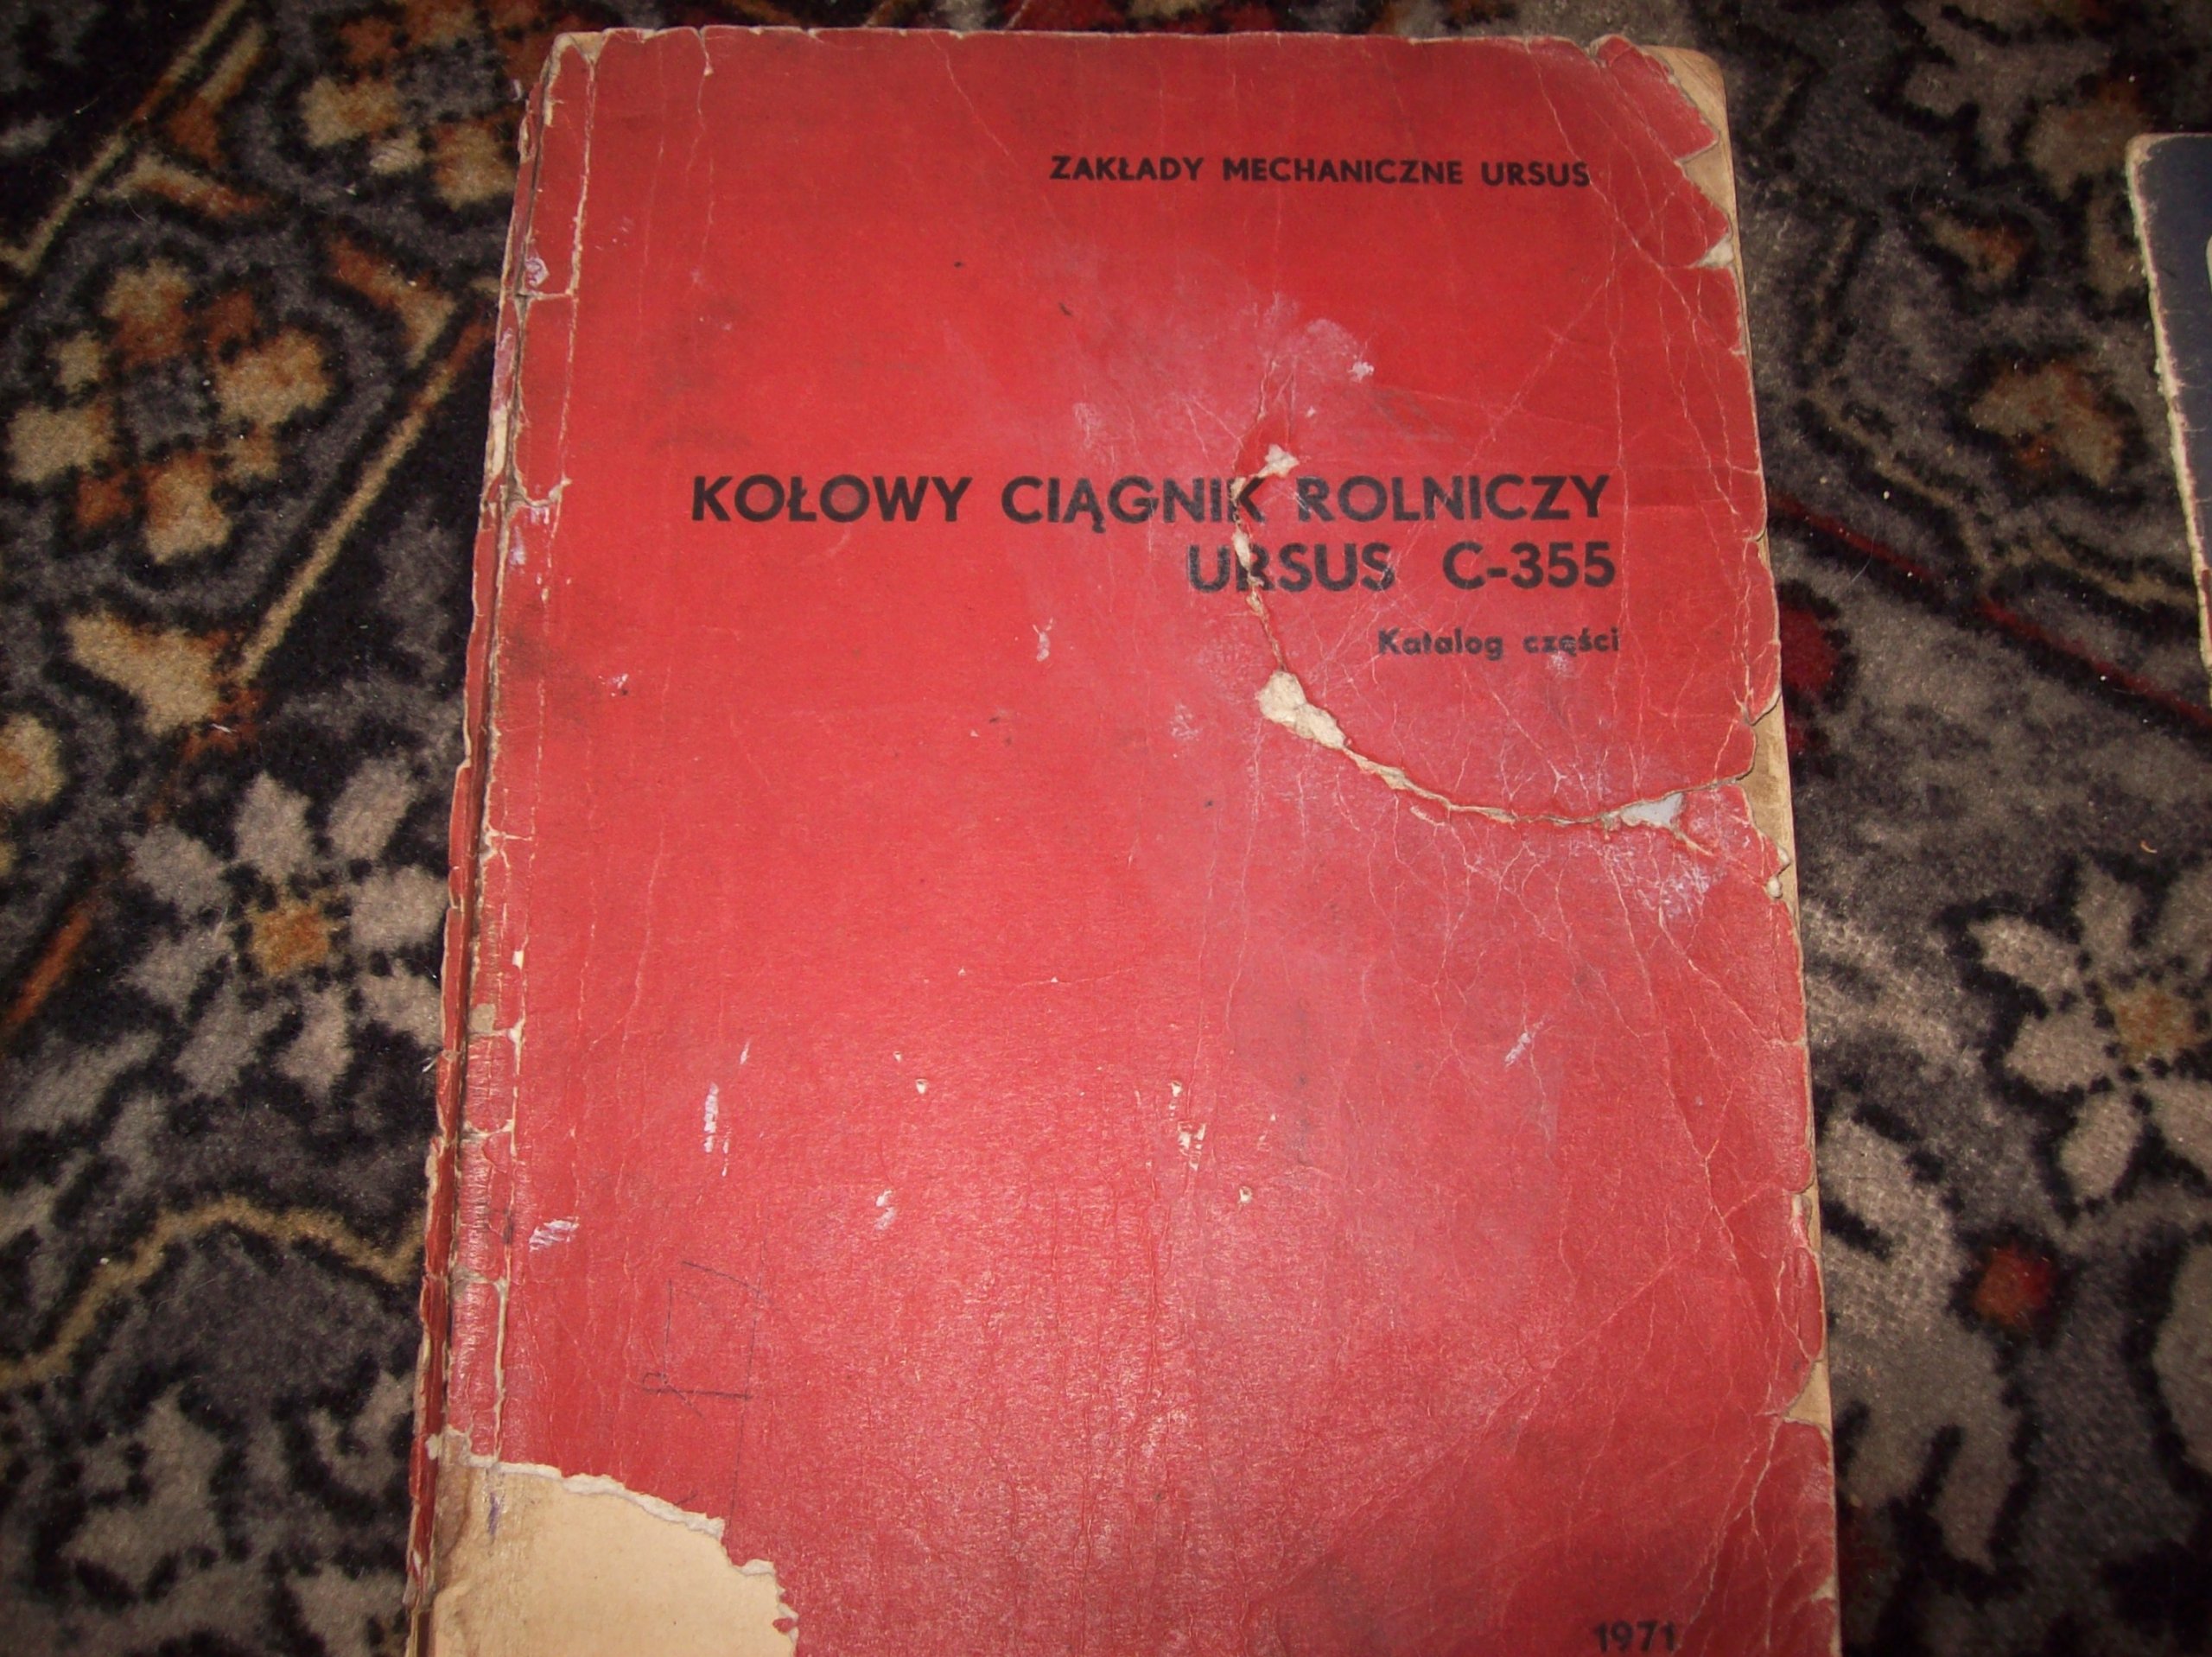 ZAKŁADY MECHANICZNE URSUS
KOŁOWY CIĄGNIK ROLNICZY
URSUS C-355
Katalog części
1971